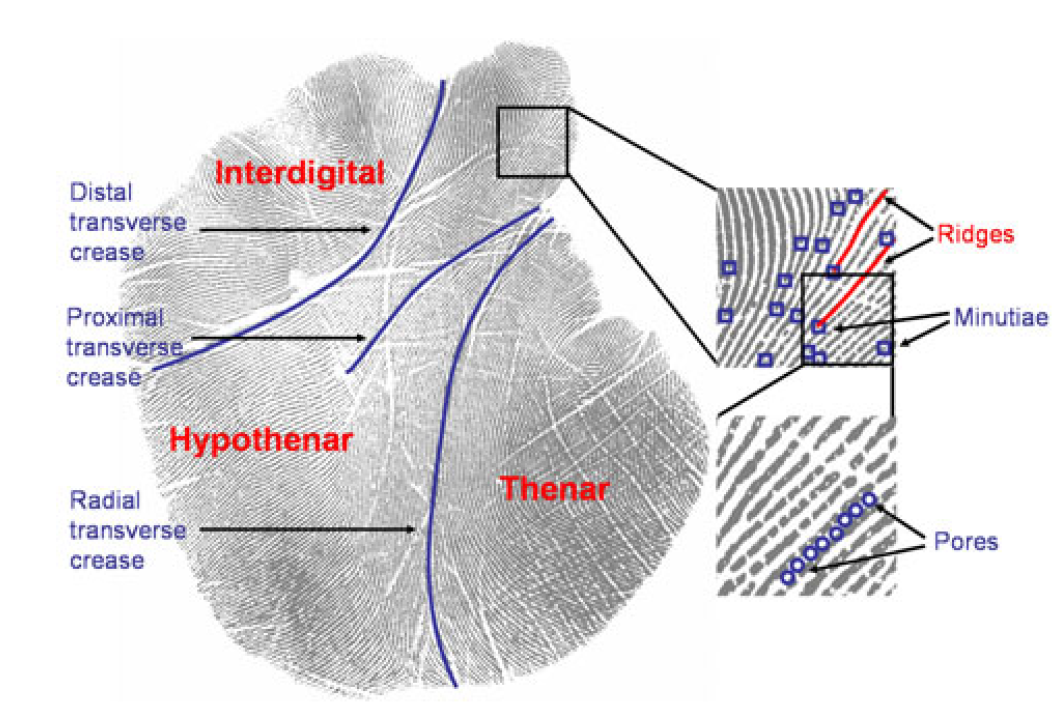 Interdigital
Distal
transverse
crease
Proximal
transverse
crease
Hypothenar
Thenar
Radial
transverse
crease
Ridges
Minutiae
Pores